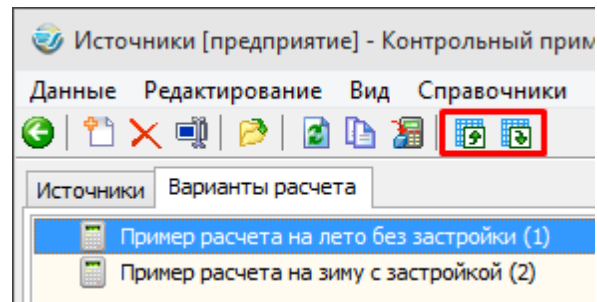 Источники [предприятие] - Контрольный прим
Данные Редактирование Вид Справочники
Источники Варианты расчета
Пример расчета на лето без застройки (1)
Пример расчета на зиму с застройкой (2)